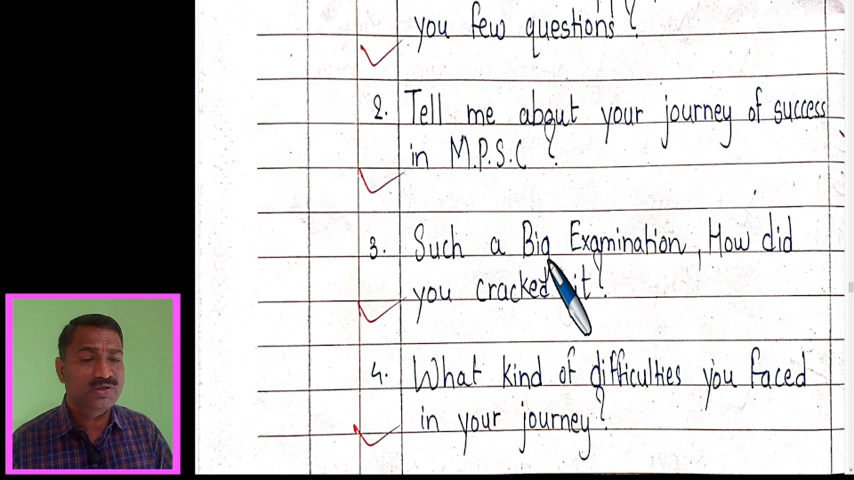 you few questions?
2. Tell me about your journey of success
in M.P.S.C ?
3. Such a Big Examination, How did
you cracked it?
4. What kind of difficulties you faced
in your journey?